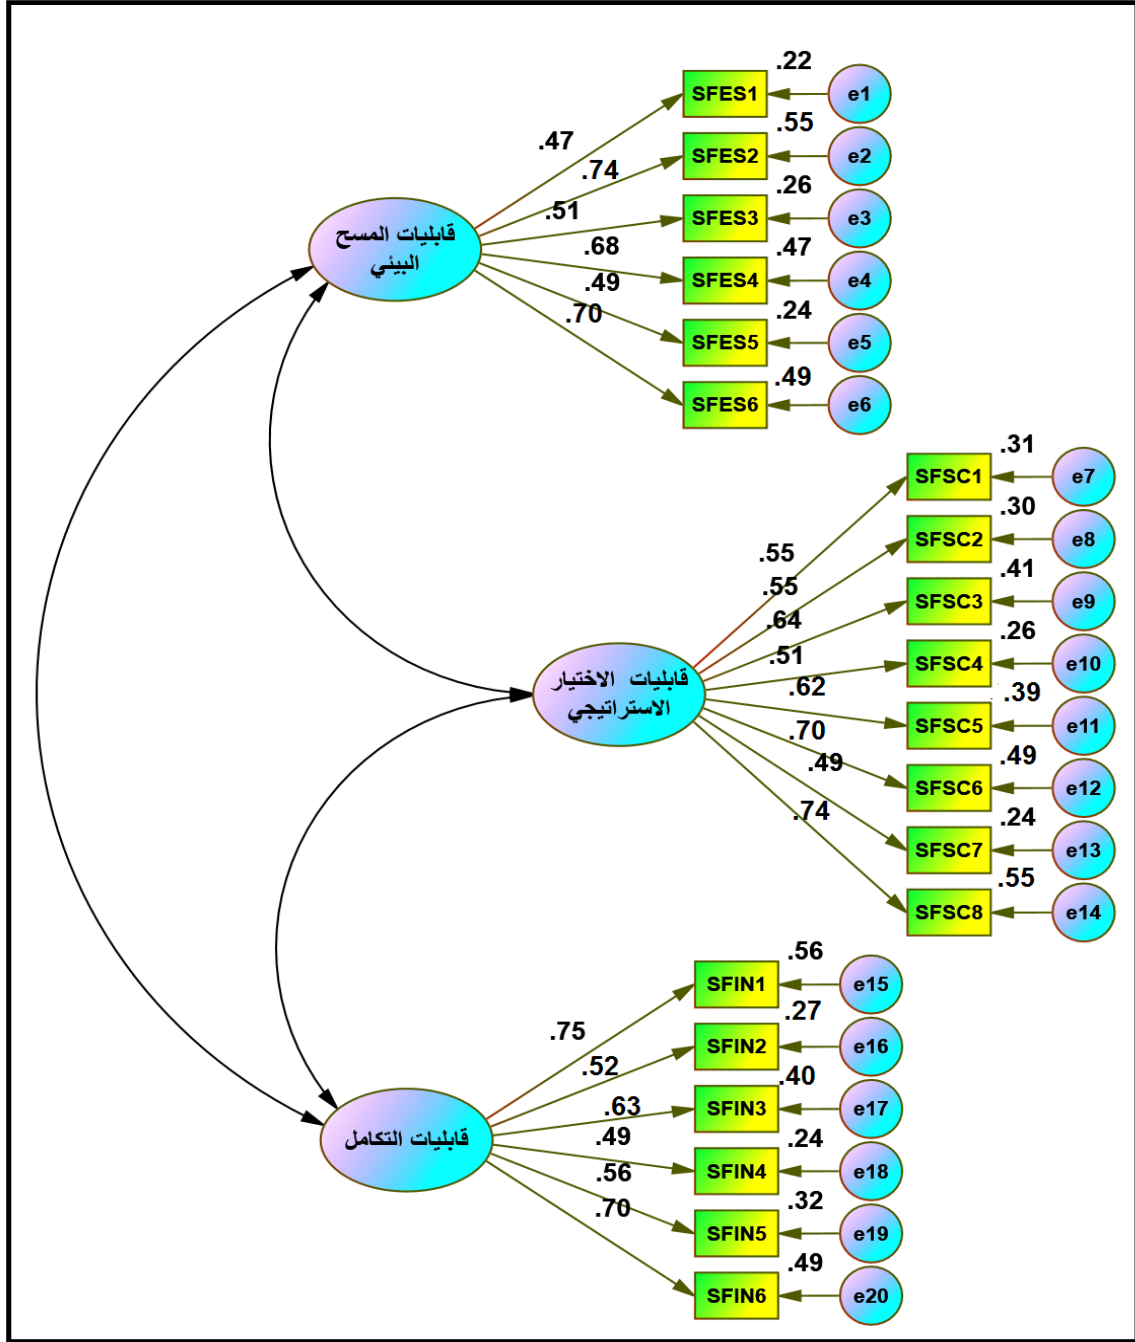 .22
SFES1
e1
.47
.55
SFES2
e2
.74
.26
SFES3
e3
.51
قابليات المسح
البيئي
.47
SFES4
e4
.68
.24
SFES5
e5
.49
.49
SFES6
e6
.70
.31
SFSC1
e7
.55
.30
SFSC2
e8
.55
.41
SFSC3
e9
.64
.26
SFSC4
e10
.51
قابليات الاختيار
الاستراتيجي
.39
SFSC5
e11
.62
.49
SFSC6
e12
.70
.24
SFSC7
e13
.49
.55
SFSC8
e14
.74
.56
SFIN1
e15
.75
.27
SFIN2
e16
.52
.40
SFIN3
e17
.63
قابليات التكامل
.24
SFIN4
e18
.49
.32
SFIN5
e19
.56
.49
SFIN6
e20
.70